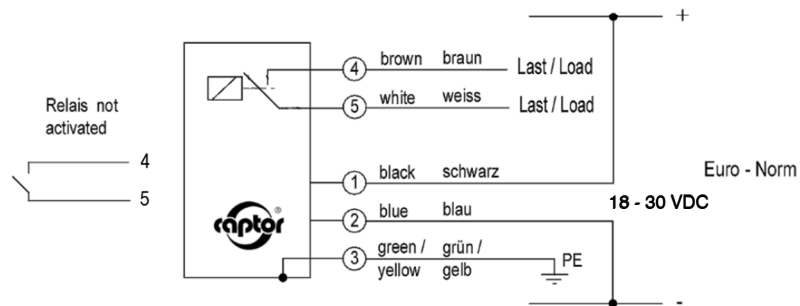 +
4 brown braun Last / Load
5 white weiss Last / Load
Relais not
activated
4
5
1 black schwarz
Euro - Norm
18 - 30 VDC
captor
2 blue blau
3 green / grün /
yellow gelb
PE
-